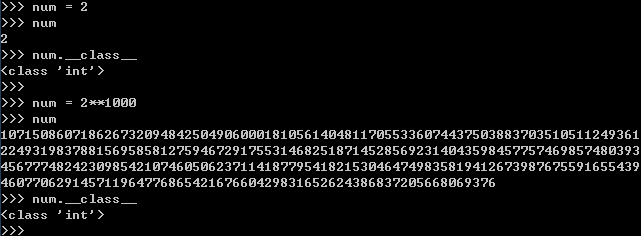 >>> num = 2
>>> num
2
>>> num.__class__
<class 'int'>
>>>
>>> num = 2**1000
>>> num
10715086071862673209484250490600018105614048117055336074437503883703510511249361
22493198378815695858127594672917553146825187145285692314043598457757469857480393
45677748242309854210746050623711418779541821530464749835819412673987675591655439
46077062914571196477686542167660429831652624386837205668069376
>>> num.__class__
<class 'int'>
>>>